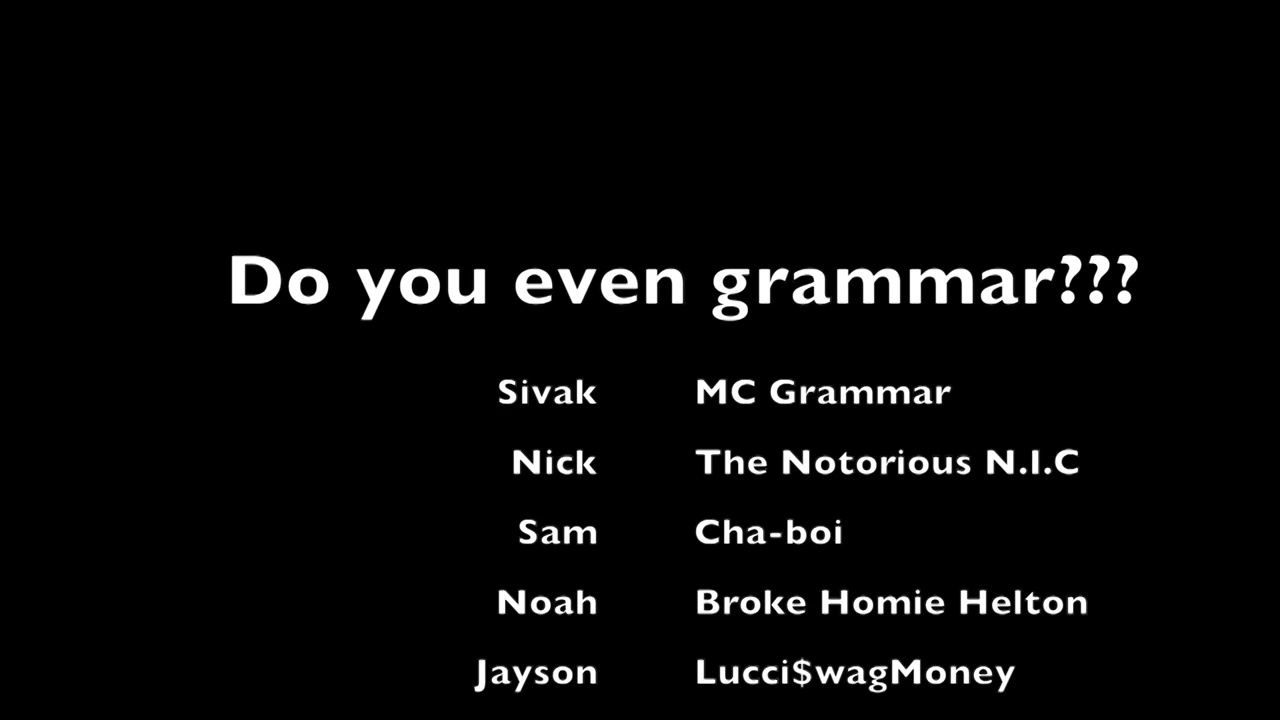 Do you even grammar???
Sivak MC Grammar
Nick The Notorious N.I.C
Sam Cha-boi
Noah Broke Homie Helton
Jayson Lucci$wagMoney